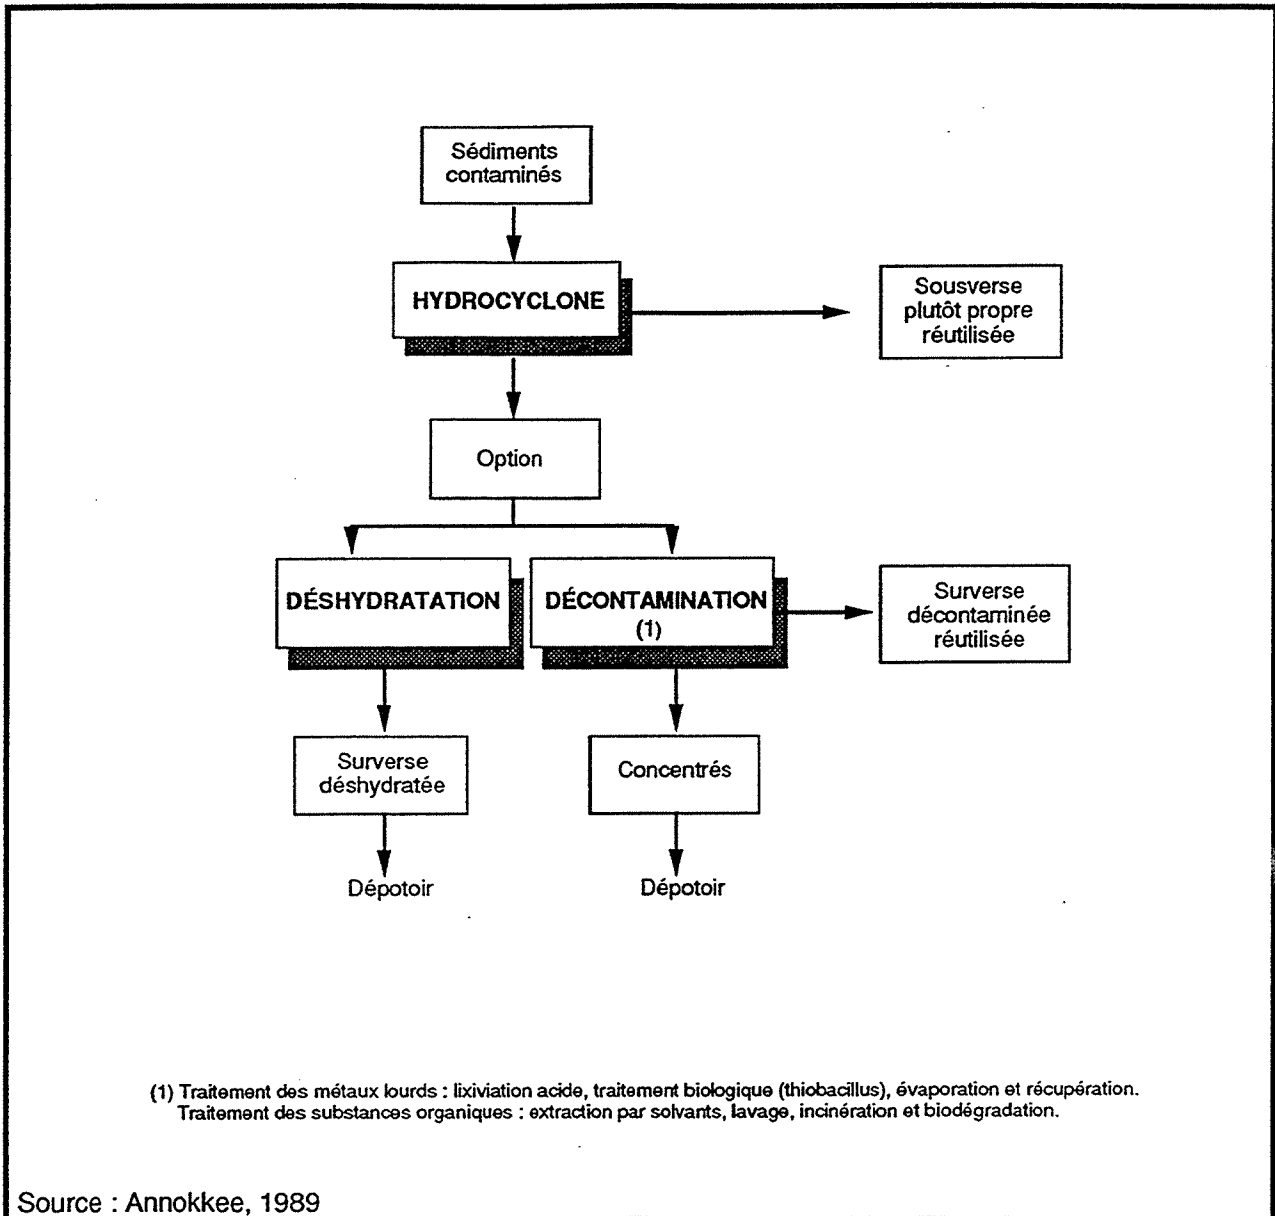 Sédiments
contaminés
HYDROCYCLONE
Sousverse
plutôt propre
réutilisée
Option
DÉSHYDRATATION
DÉCONTAMINATION
(1)
Surverse
décontaminée
réutilisée
Surverse
déshydratée
Concentrés
Dépotoir
Dépotoir
(1) Traitement des métaux lourds : lixiviation acide, traitement biologique (thiobacillus), évaporation et récupération.
Traitement des substances organiques : extraction par solvants, lavage, incinération et biodégradation.
Source : Annokkee, 1989